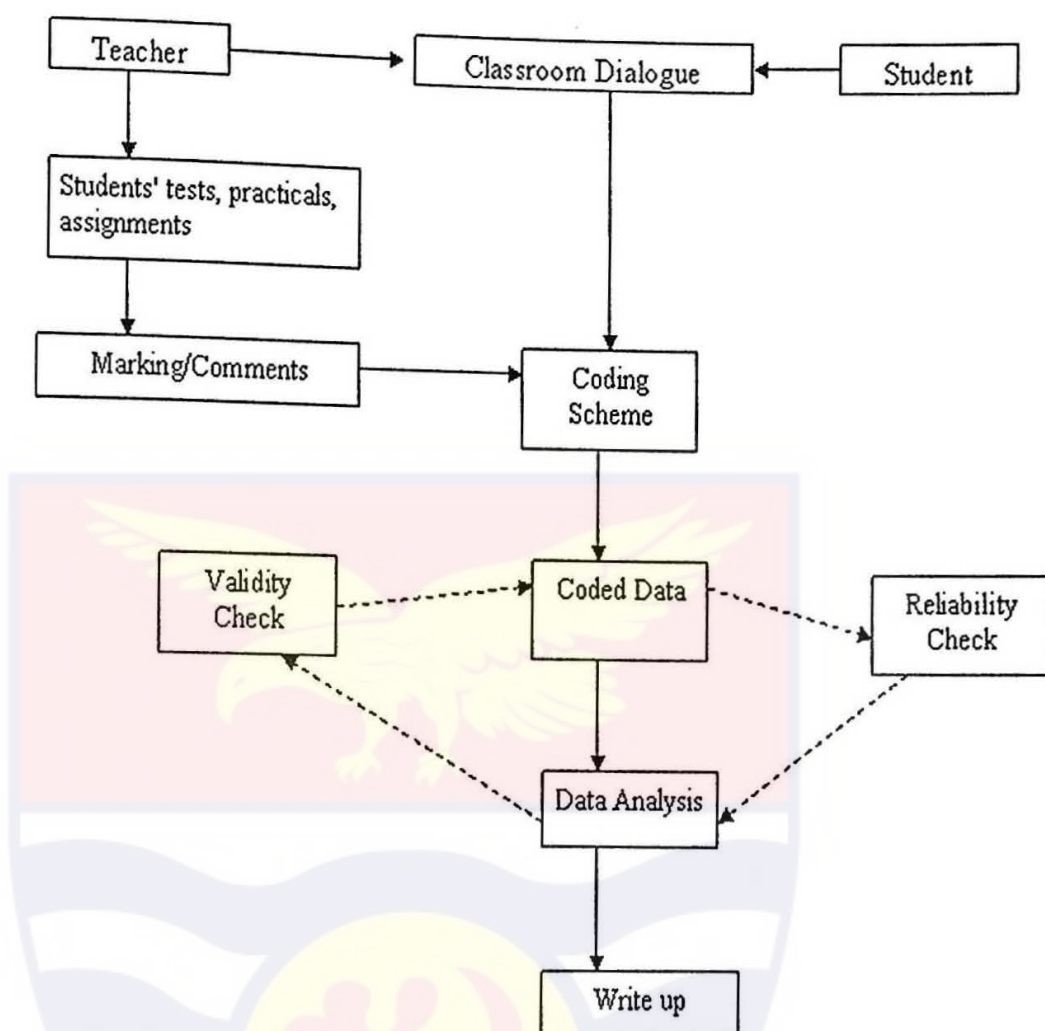 Teacher
Classroom Dialogue
Student
Students' tests, practicals,
assignments
Marking/Comments
Coding
Scheme
Validity
Check
Coded Data
Reliability
Check
Data Analysis
Write up